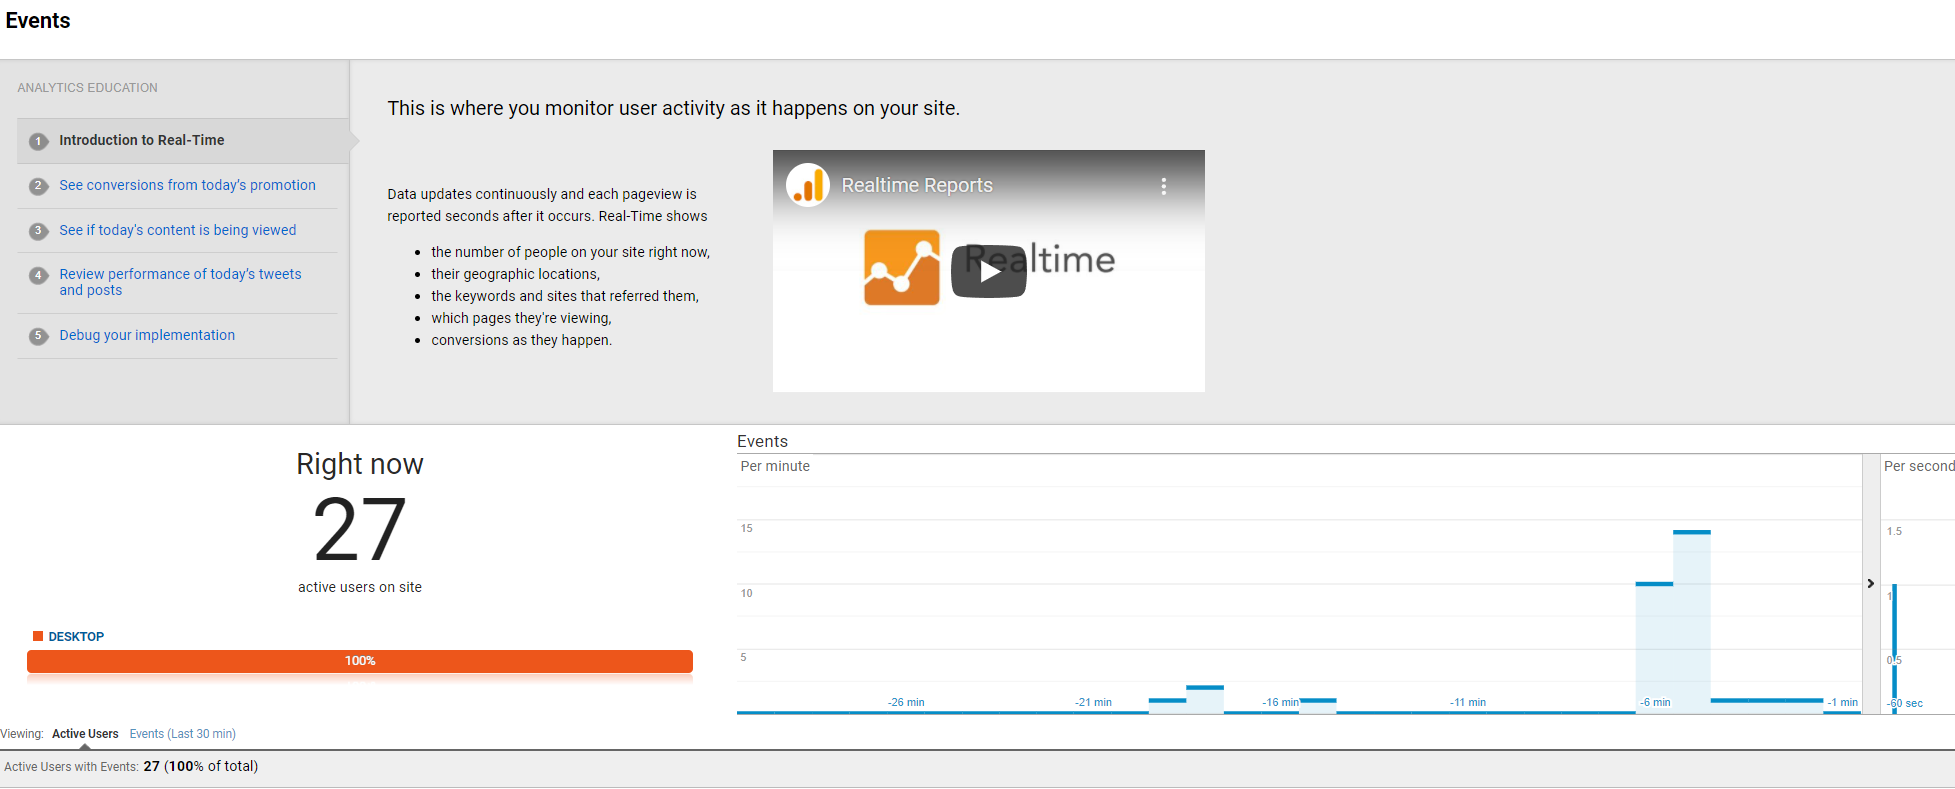 Events
ANALYTICS EDUCATION
1 Introduction to Real-Time
2 See conversions from today's promotion
3 See if today's content is being viewed
4 Review performance of today's tweets
and posts
5 Debug your implementation
This is where you monitor user activity as it happens on your site.
Data updates continuously and each pageview is
reported seconds after it occurs. Real-Time shows
the number of people on your site right now,
their geographic locations,
the keywords and sites that referred them,
which pages they're viewing,
conversions as they happen.
Realtime Reports
Realtime
Right now
27
active users on site
DESKTOP
100%
Events
Per minute
15
10
5
-26 min
-21 min
-16 min
-11 min
-6 min
-1 min
Per second
1.5
1
0.5
-60 sec
Viewing: Active Users Events (Last 30 min)
Active Users with Events: 27 (100% of total)